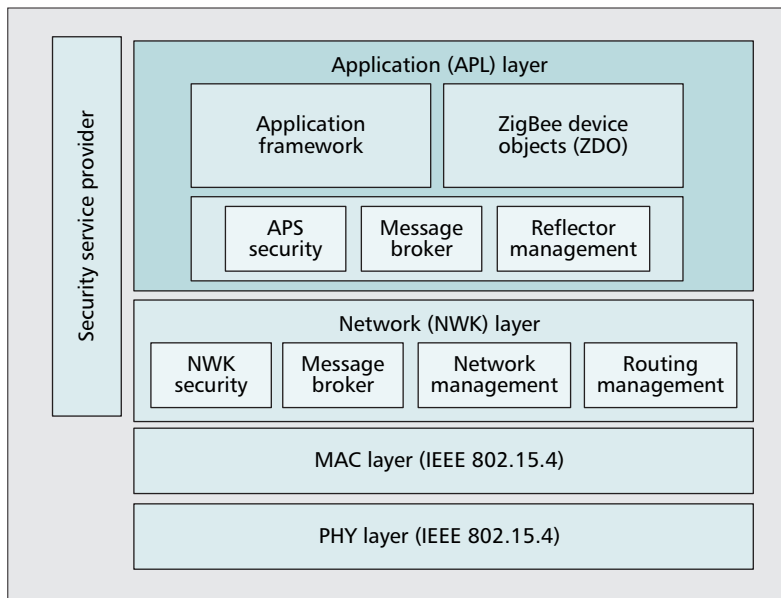 Security service provider
Application (APL) layer
Application
framework
ZigBee device
objects (ZDO)
APS
security
Message
broker
Reflector
management
Network (NWK) layer
NWK
security
Message
broker
Network
management
Routing
management
MAC layer (IEEE 802.15.4)
PHY layer (IEEE 802.15.4)